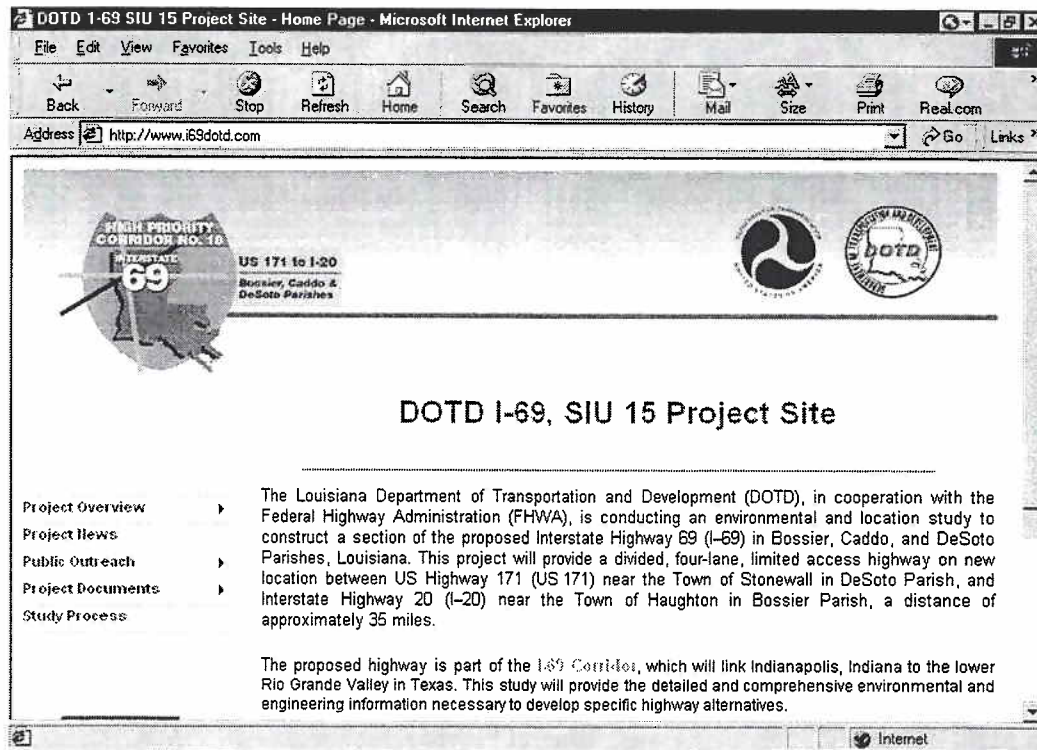 DOTD 1-69 SIU 15 Project Site - Home Page - Microsoft Internet Explorer
File Edit View Favorites Tools Help
Back Forward Stop Refresh Home Search Favorites History Mail Size Print Real.com
Address http://www.i69dotd.com Go Links
HIGH PRIORITY
CORRIDOR NO. 18
INTERSTATE
69
US 171 to I-20
Bossier, Caddo &
DeSoto Parishes
UNITED STATES OF AMERICA
DOTD
DOTD I-69, SIU 15 Project Site
Project Overview
Project News
Public Outreach
Project Documents
Study Process
The Louisiana Department of Transportation and Development (DOTD), in cooperation with the
Federal Highway Administration (FHWA), is conducting an environmental and location study to
construct a section of the proposed Interstate Highway 69 (I–69) in Bossier, Caddo, and DeSoto
Parishes, Louisiana. This project will provide a divided, four-lane, limited access highway on new
location between US Highway 171 (US 171) near the Town of Stonewall in DeSoto Parish, and
Interstate Highway 20 (I–20) near the Town of Haughton in Bossier Parish, a distance of
approximately 35 miles.
The proposed highway is part of the I-69 Corridor, which will link Indianapolis, Indiana to the lower
Rio Grande Valley in Texas. This study will provide the detailed and comprehensive environmental and
engineering information necessary to develop specific highway alternatives.
Internet